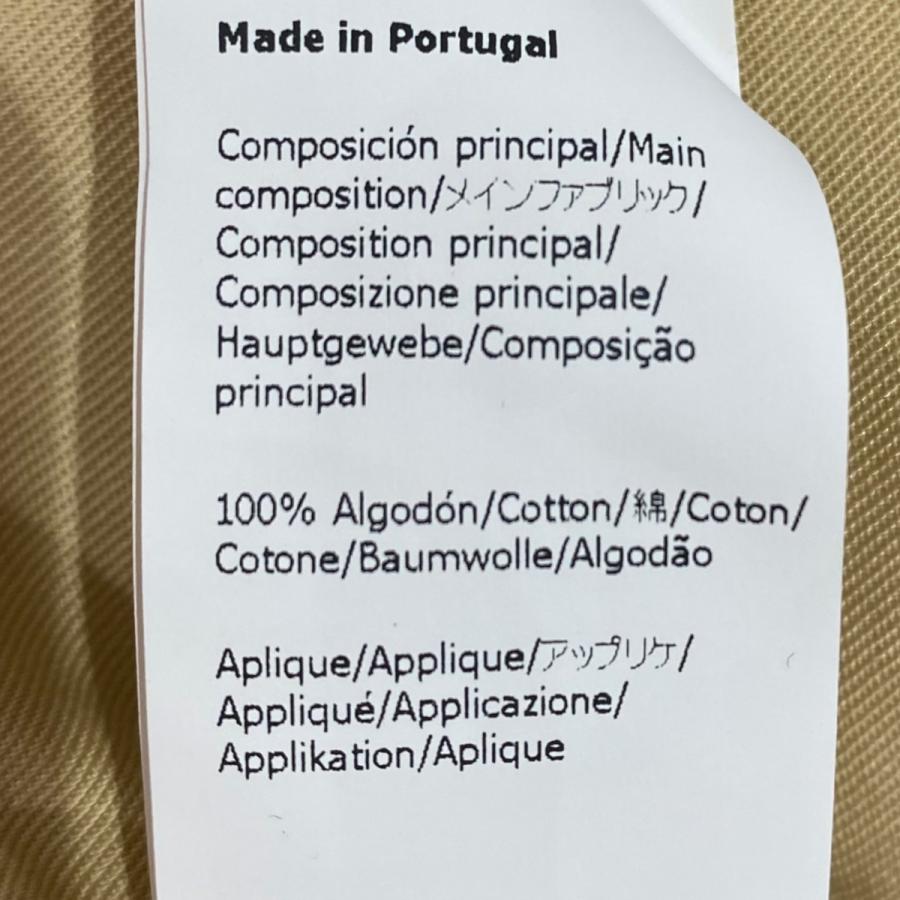 Made in Portugal
Composición principal/Main
composition/メインファブリック/
Composition principal/
Composizione principale/
Hauptgewebe/Composição
principal
100% Algodón/Cotton/綿/Coton/
Cotone/Baumwolle/Algodão
Aplique/Applique/アップリケ/
Appliqué/Applicazione/
Applikation/Aplique